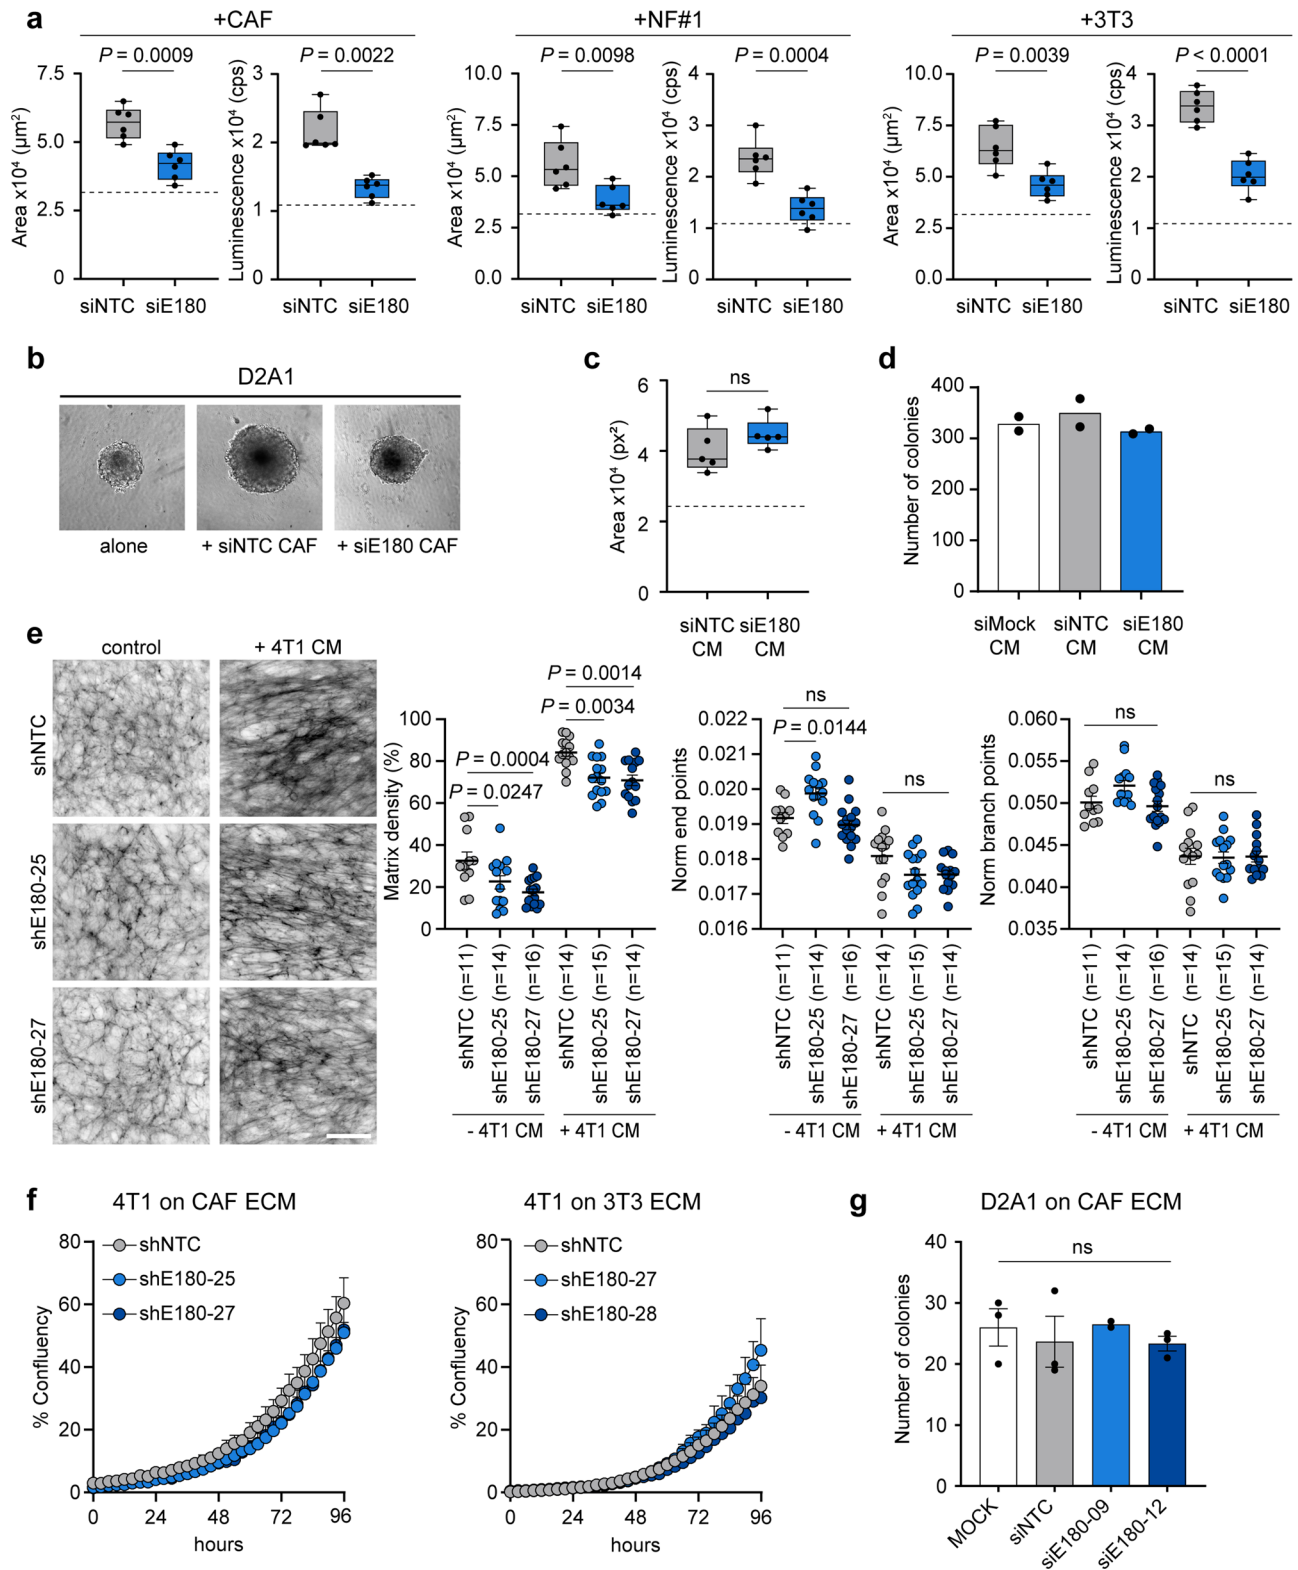 a
+CAF
+NF#1
+3T3
P = 0.0009
P = 0.0022
P = 0.0098
P = 0.0004
P = 0.0039
P < 0.0001
Area x10⁴ (µm²)
7.5
5.0
2.5
0
siNTC siE180
Luminescence x10⁴ (cps)
3
2
1
0
siNTC siE180
Area x10⁴ (µm²)
10.0
7.5
5.0
2.5
0.0
siNTC siE180
Luminescence x10⁴ (cps)
4
3
2
1
0
siNTC siE180
Area x10⁴ (µm²)
10.0
7.5
5.0
2.5
0.0
siNTC siE180
Luminescence x10⁴ (cps)
4
3
2
1
0
siNTC siE180
b
D2A1
alone
+ siNTC CAF
+ siE180 CAF
c
ns
Area x10⁴ (px²)
6
4
2
0
siNTC siE180
CM CM
d
Number of colonies
400
300
200
100
0
siMock siNTC siE180
CM CM CM
e
control
+ 4T1 CM
shNTC
shE180-25
shE180-27
P = 0.0014
P = 0.0034
P = 0.0004
P = 0.0247
Matrix density (%)
100
80
60
40
20
0
shNTC (n=11)
shE180-25 (n=14)
shE180-27 (n=16)
shNTC (n=14)
shE180-25 (n=15)
shE180-27 (n=14)
- 4T1 CM
+ 4T1 CM
ns
P = 0.0144
ns
Norm end points
0.022
0.021
0.020
0.019
0.018
0.017
0.016
shNTC (n=11)
shE180-25 (n=14)
shE180-27 (n=16)
shNTC (n=14)
shE180-25 (n=15)
shE180-27 (n=14)
- 4T1 CM
+ 4T1 CM
ns
ns
Norm branch points
0.060
0.055
0.050
0.045
0.040
0.035
shNTC (n=11)
shE180-25 (n=14)
shE180-27 (n=16)
shNTC (n=14)
shE180-25 (n=15)
shE180-27 (n=14)
- 4T1 CM
+ 4T1 CM
f
4T1 on CAF ECM
shNTC
shE180-25
shE180-27
% Confluency
80
60
40
20
0
0 24 48 72 96
hours
4T1 on 3T3 ECM
shNTC
shE180-27
shE180-28
% Confluency
80
60
40
20
0
0 24 48 72 96
hours
g
D2A1 on CAF ECM
ns
Number of colonies
40
30
20
10
0
MOCK
siNTC
siE180-09
siE180-12